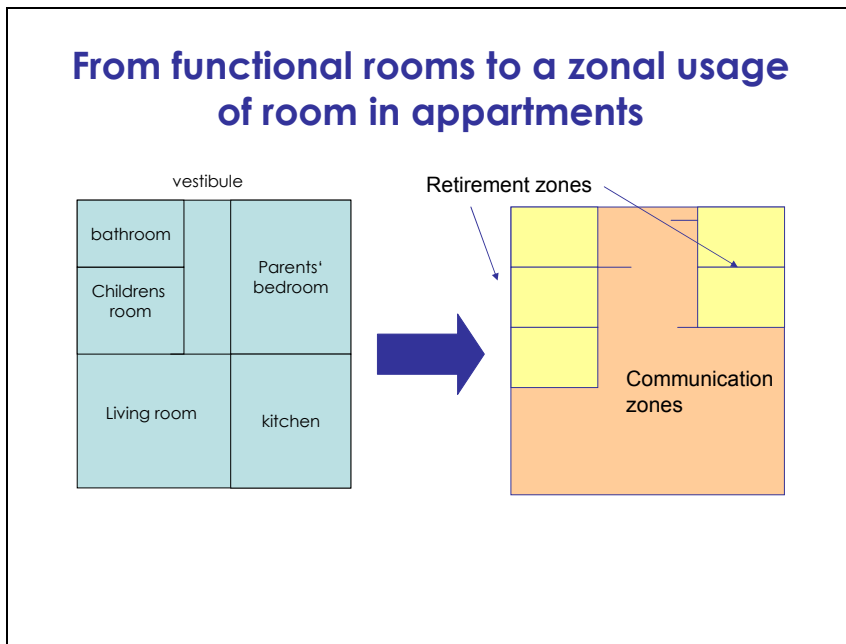 From functional rooms to a zonal usage
of room in appartments
vestibule
bathroom
Childrens
room
Parents‘
bedroom
Living room
kitchen
Retirement zones
Communication
zones